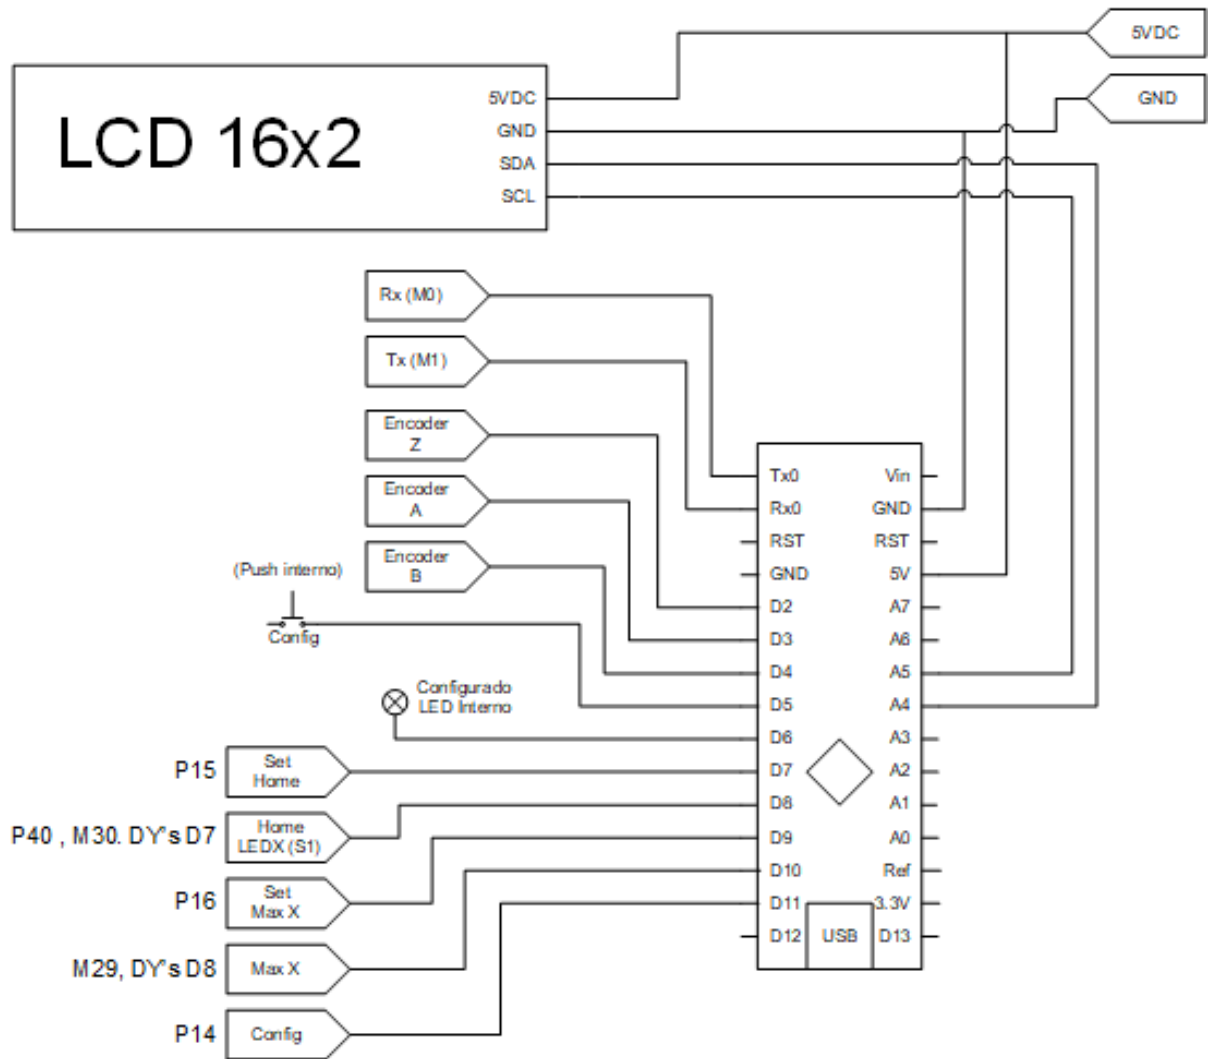 5VDC
GND
LCD 16x2
5VDC
GND
SDA
SCL
Rx (M0)
Tx (M1)
Encoder
Z
Encoder
A
Encoder
B
(Push interno)
Config
Configurado
LED Interno
P15
Set
Home
P40 , M30. DY's D7
Home
LEDX (S1)
P16
Set
Max X
M29, DY's D8
Max X
P14
Config
Tx0
Rx0
RST
GND
D2
D3
D4
D5
D6
D7
D8
D9
D10
D11
D12
USB
Vin
GND
RST
5V
A7
A6
A5
A4
A3
A2
A1
A0
Ref
3.3V
D13